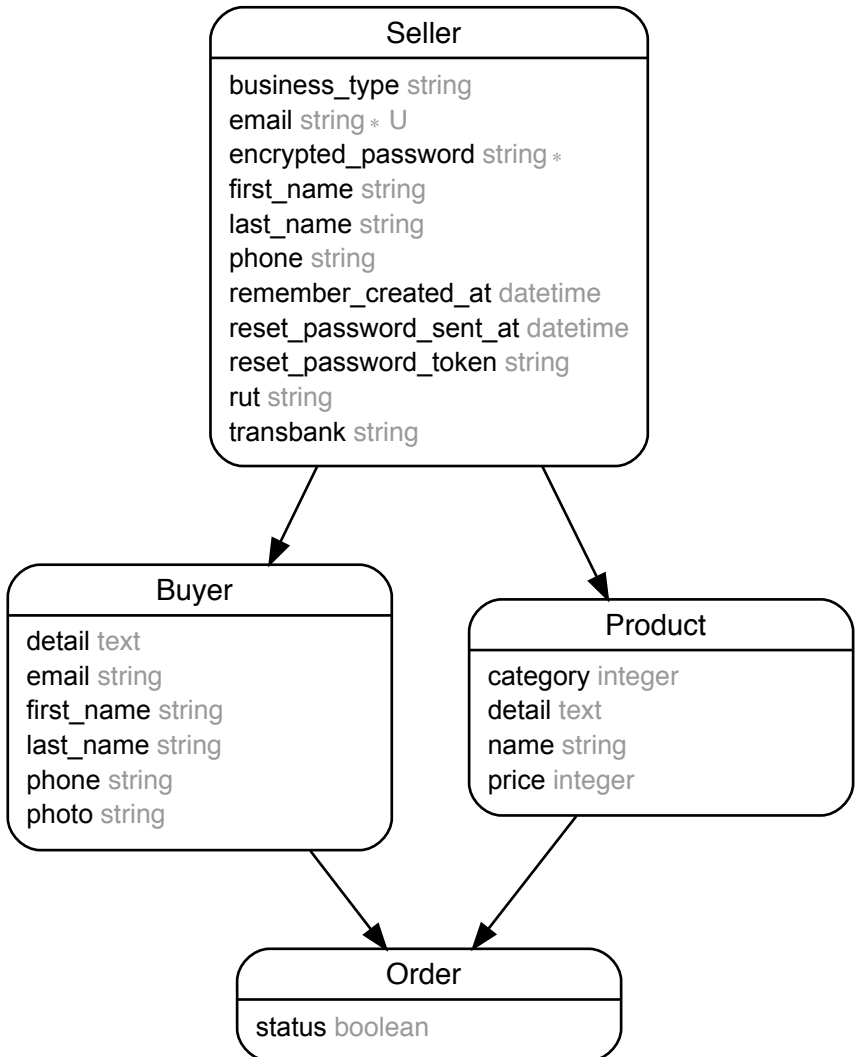 Seller
business_type string
email string * U
encrypted_password string *
first_name string
last_name string
phone string
remember_created_at datetime
reset_password_sent_at datetime
reset_password_token string
rut string
transbank string
Buyer
detail text
email string
first_name string
last_name string
phone string
photo string
Product
category integer
detail text
name string
price integer
Order
status boolean